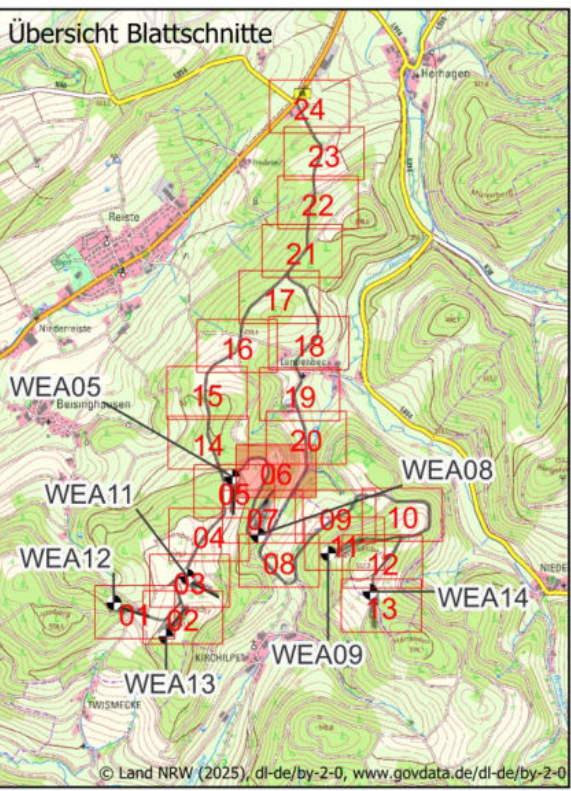 Übersicht Blattschnitte
Herhagen
24
23
Reiste
22
21
17
Niederreiste
16
18
Landenbeck
WEA05
15
19
Beisinghausen
14
20
06
WEA08
WEA11
05
07
09
10
04
11
WEA12
08
12
03
NIEDE
WEA14
01
02
13
KIRCHILPE
WEA09
WEA13
TWISMECKE
© Land NRW (2025), dl-de/by-2-0, www.govdata.de/dl-de/by-2-0